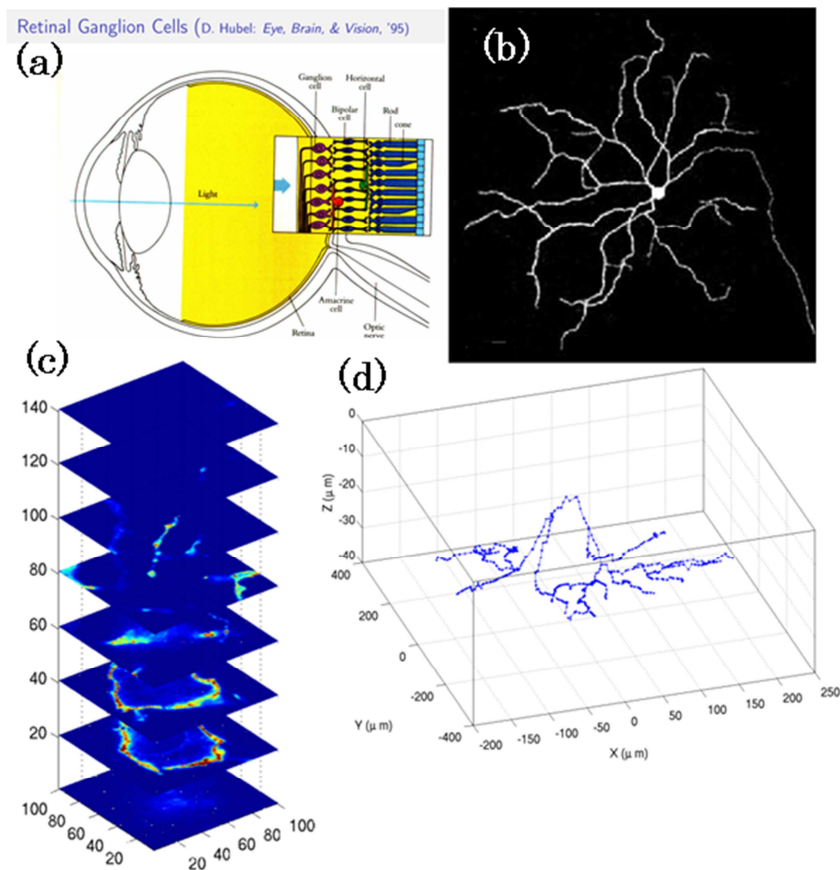 Retinal Ganglion Cells (D. Hubel: Eye, Brain, & Vision, '95)
(a)
Ganglion cell
Bipolar cell
Horizontal cell
Rod
cone
Light
Amacrine cell
Retina
Optic nerve
(b)
(c)
140
120
100
80
60
40
20
100
80
60
40
20
20
40
60
80
100
(d)
0
-10
-20
-30
-40
Z (μ m)
400
200
0
-200
-400
Y (μ m)
-200
-150
-100
-50
0
50
100
150
200
250
X (μ m)